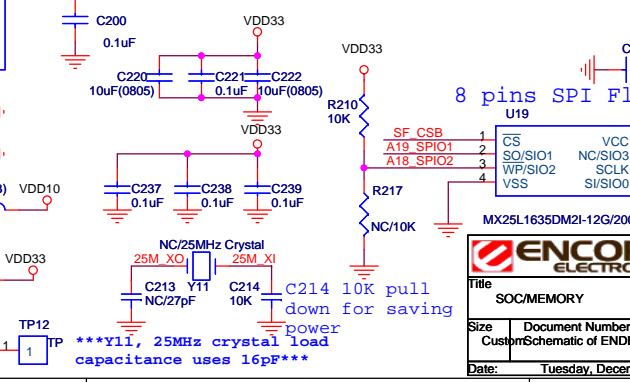 C200
0.1uF
VDD33
C220
10uF(0805)
C221
0.1uF
C222
10uF(0805)
VDD33
C237
0.1uF
C238
0.1uF
C239
0.1uF
VDD10
VDD33
NC/25MHz Crystal
25M_XO
25M_XI
Y11
C213
NC/27pF
C214
10K
C214 10K pull
down for saving
power
TP12
1
1
TP
***Y11, 25MHz crystal load
capacitance uses 16pF***
VDD33
R210
10K
SF_CSB
A19_SPIO1
A18_SPIO2
R217
NC/10K
8 pins SPI Fl
U19
1
2
3
4
CS
SO/SIO1
WP/SIO2
VSS
VCC
NC/SIO3
SCLK
SI/SIO0
MX25L1635DM2I-12G/200
ENCOR
ELECTRO
Title
SOC/MEMORY
Size
Document Number
Custom
Schematic of END
Date:
Tuesday, Decem